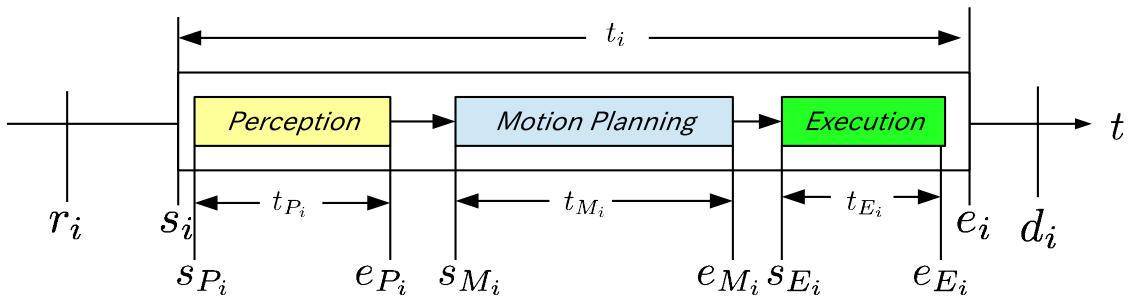 t_i
Perception Motion Planning Execution t
t_{P_i} t_{M_i} t_{E_i}
r_i s_i e_i d_i
s_{P_i} e_{P_i} s_{M_i} e_{M_i} s_{E_i} e_{E_i}